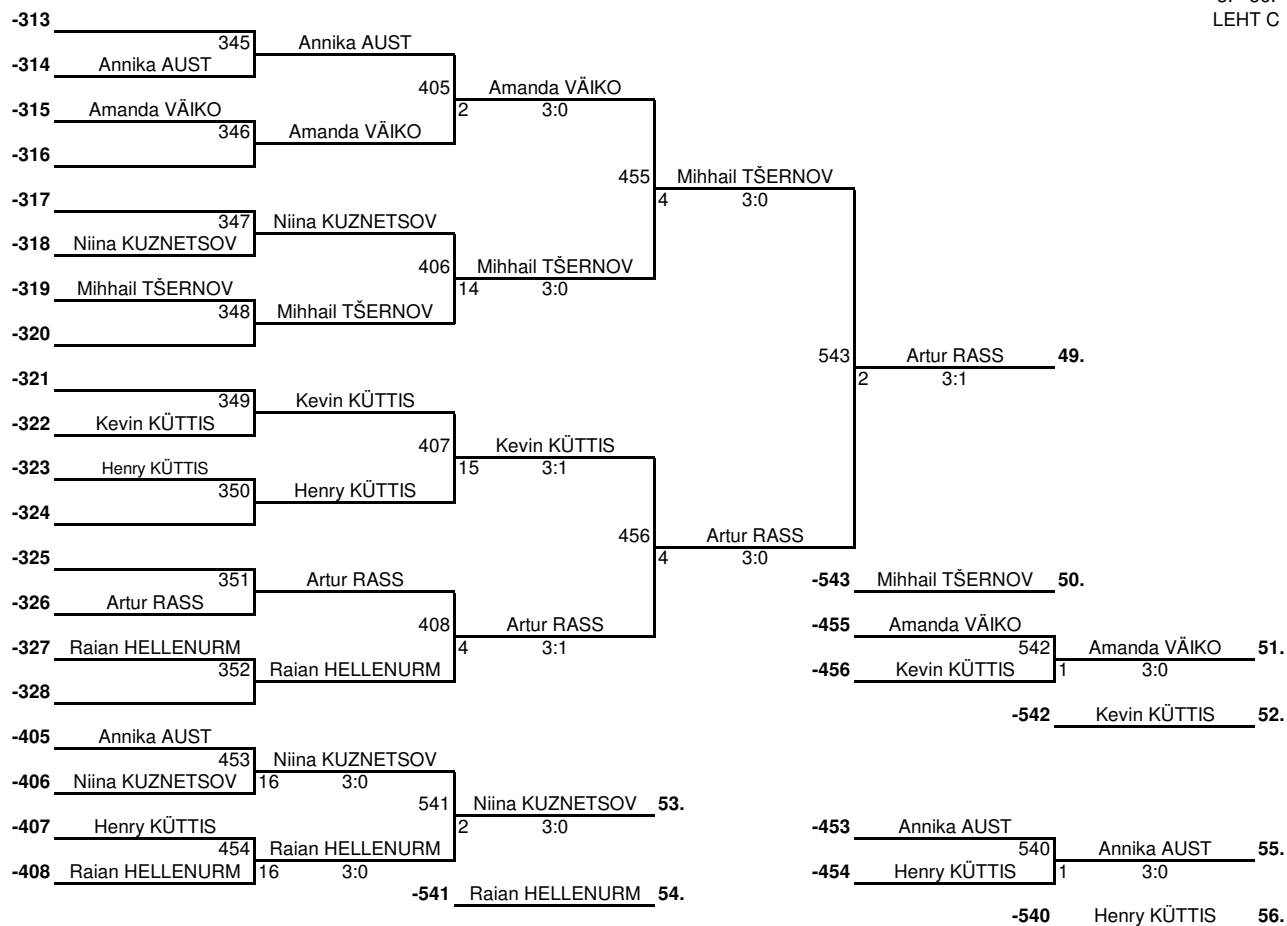 LEHT C
-313
345 Annika AUST
-314 Annika AUST
405 Amanda VÄIKO
-315 Amanda VÄIKO
2 3:0
346 Amanda VÄIKO
-316
455 Mihhail TŠERNOV
-317
4 3:0
347 Niina KUZNETSOV
-318 Niina KUZNETSOV
406 Mihhail TŠERNOV
-319 Mihhail TŠERNOV
14 3:0
348 Mihhail TŠERNOV
-320
543 Artur RASS 49.
-321
2 3:1
349 Kevin KÜTTIS
-322 Kevin KÜTTIS
407 Kevin KÜTTIS
-323 Henry KÜTTIS
15 3:1
350 Henry KÜTTIS
-324
456 Artur RASS
-325
4 3:0
351 Artur RASS
-543 Mihhail TŠERNOV 50.
-326 Artur RASS
408 Artur RASS
-455 Amanda VÄIKO
-327 Raian HELLENURM
4 3:1
542 Amanda VÄIKO 51.
352 Raian HELLENURM
-456 Kevin KÜTTIS
1 3:0
-328
-542 Kevin KÜTTIS 52.
-405 Annika AUST
453 Niina KUZNETSOV
-406 Niina KUZNETSOV
16 3:0
541 Niina KUZNETSOV 53.
-407 Henry KÜTTIS
2 3:0
-453 Annika AUST
454 Raian HELLENURM
540 Annika AUST 55.
-408 Raian HELLENURM
16 3:0
-454 Henry KÜTTIS
1 3:0
-541 Raian HELLENURM 54.
-540 Henry KÜTTIS 56.